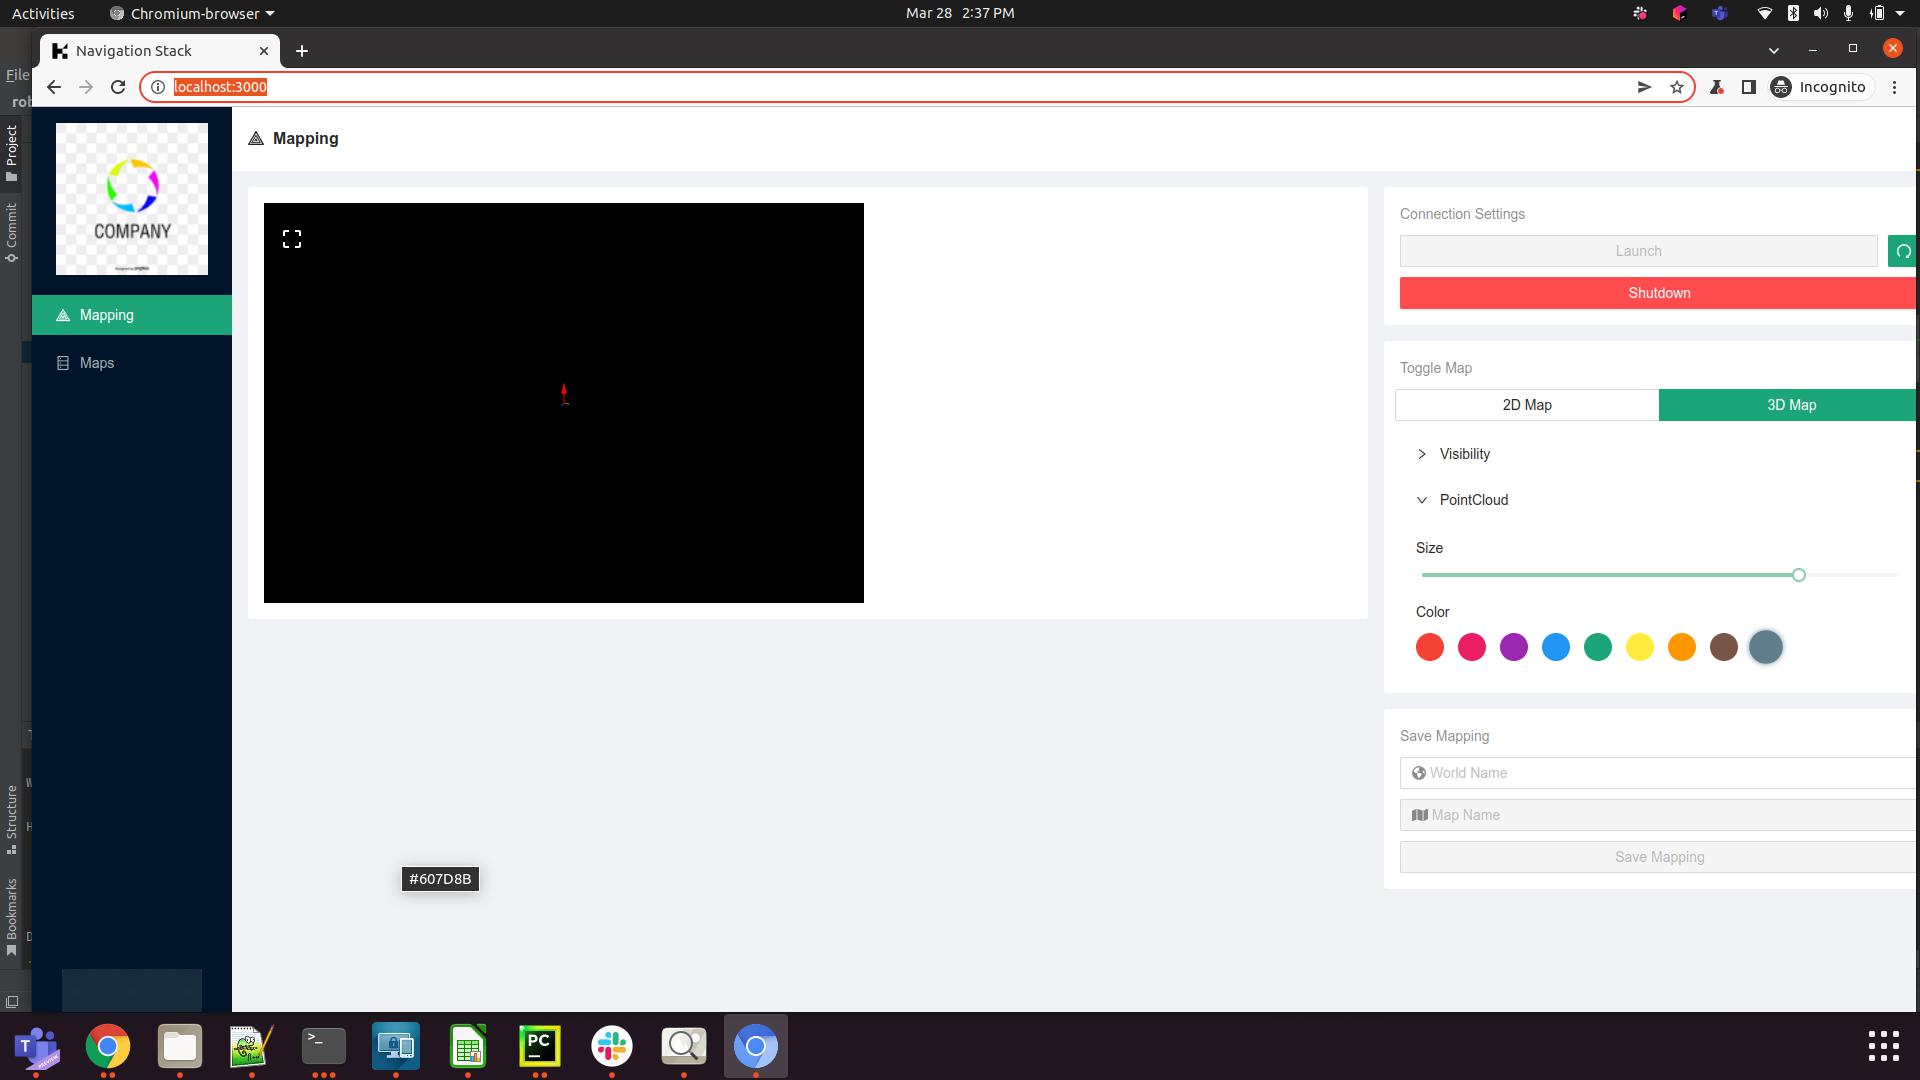 Activities
Chromium-browser
Mar 28 2:37 PM
Navigation Stack
File
localhost:3000
Incognito
Project
Commit
Structure
Bookmarks
COMPANY
Mapping
Maps
Mapping
Connection Settings
Launch
Shutdown
Toggle Map
2D Map
3D Map
Visibility
PointCloud
Size
Color
Save Mapping
World Name
Map Name
Save Mapping
#607D8B
T
>_
PC